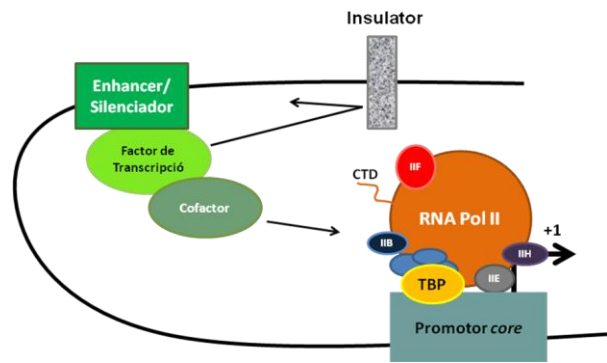 Insulator
Enhancer/
Silenciador
Factor de
Transcripció
Cofactor
CTD
IIF
RNA Pol II
IIB
TBP
IIE
IIH
+1
Promotor core